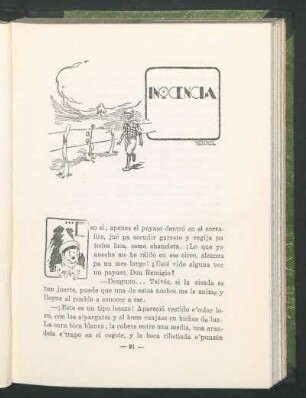 INOCENCIA
E
so sí; apenas el payaso dentró en el corra-
lito, jué pa sacudir garrote y vegija pa
todos laos, como chancleta. ¡Lo que yo
anoche me he ráido en ese circo, alcanza
pa un mes largo! ¿Usté vido alguna vez
un payaso, Don Remigio?
—Denguno... Talvés, si la risada es
tan juerte, puede que una de estas noches me le anime y
llegue al pueblo a conocer a ese.
—¡Este es un tipo locazo! Apareció vestido e'color lo-
ro, con las alpargatas y el buzo cuajaos en bichos de luz.
La cara bien blanca; la cabeza entre una media, una aran-
dela e'trapo en el cogote, y la boca ribetiada e'punzón
— 91 —